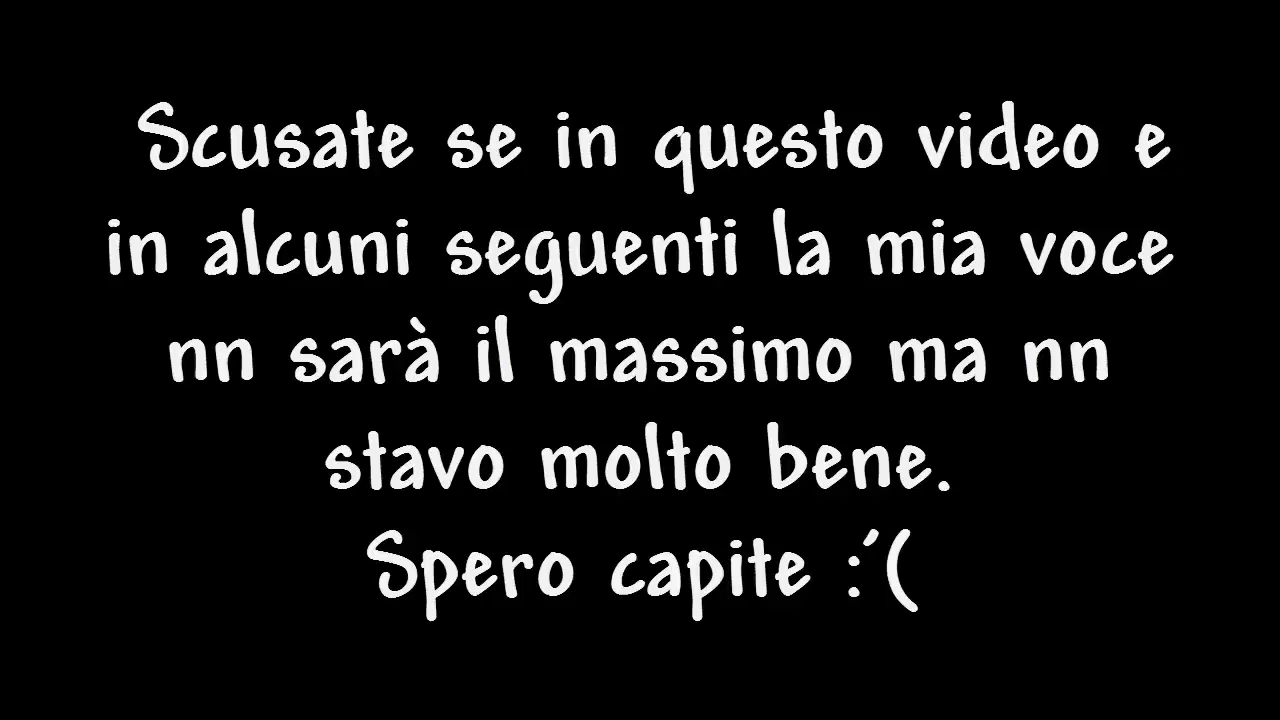 Scusate se in questo video e
in alcuni seguenti la mia voce
nn sarà il massimo ma nn
stavo molto bene.
Spero capite :´(